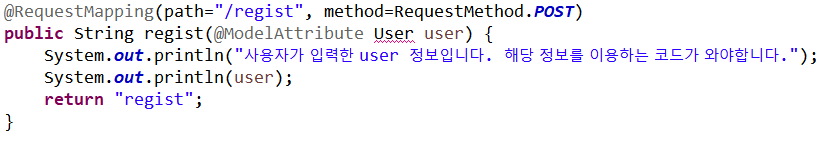 @RequestMapping(path="/regist", method=RequestMethod.POST)
public String regist(@ModelAttribute User user) {
    System.out.println("사용자가 입력한 user 정보입니다. 해당 정보를 이용하는 코드가 와야합니다.");
    System.out.println(user);
    return "regist";
}